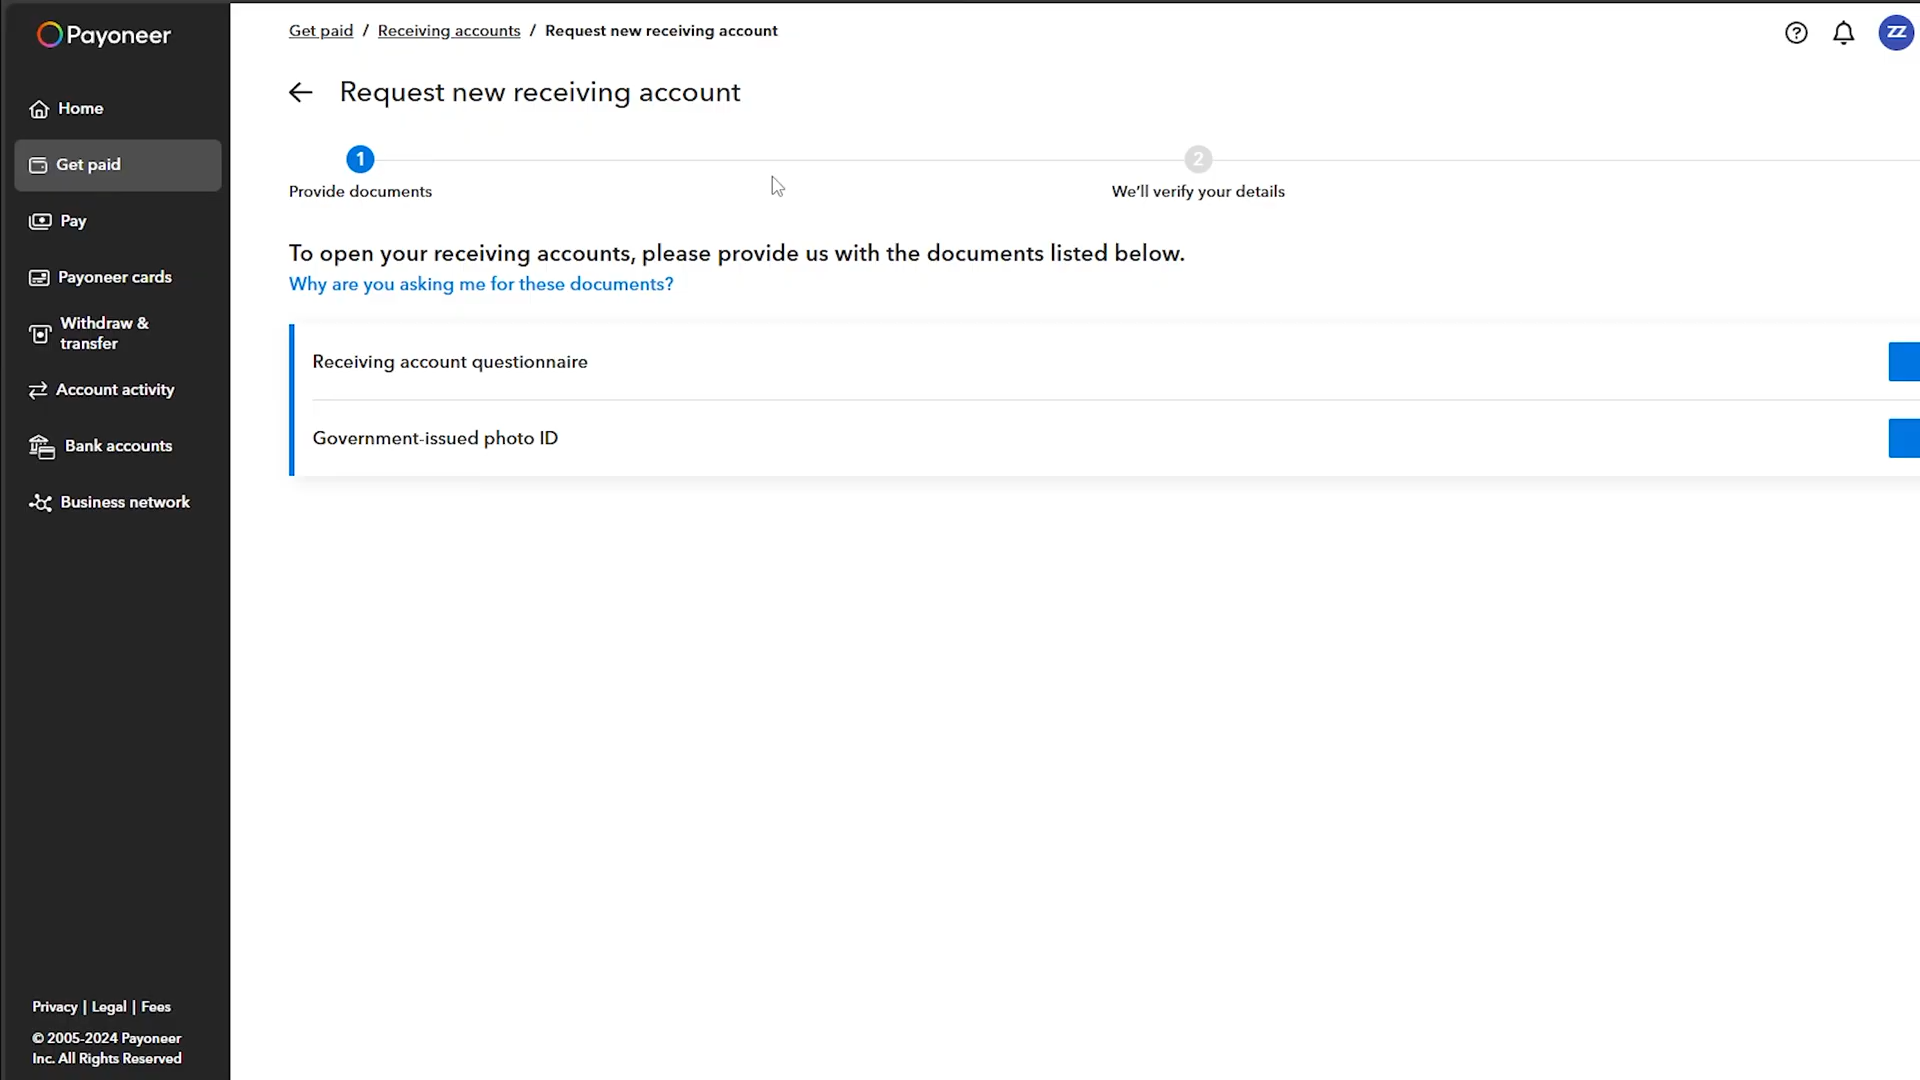 Payoneer
Get paid / Receiving accounts / Request new receiving account
ZZ
Request new receiving account
Home
Get paid
Pay
Payoneer cards
Withdraw &
transfer
Account activity
Bank accounts
Business network
1
Provide documents
2
We'll verify your details
To open your receiving accounts, please provide us with the documents listed below.
Why are you asking me for these documents?
Receiving account questionnaire
Government-issued photo ID
Privacy | Legal | Fees
© 2005-2024 Payoneer
Inc. All Rights Reserved